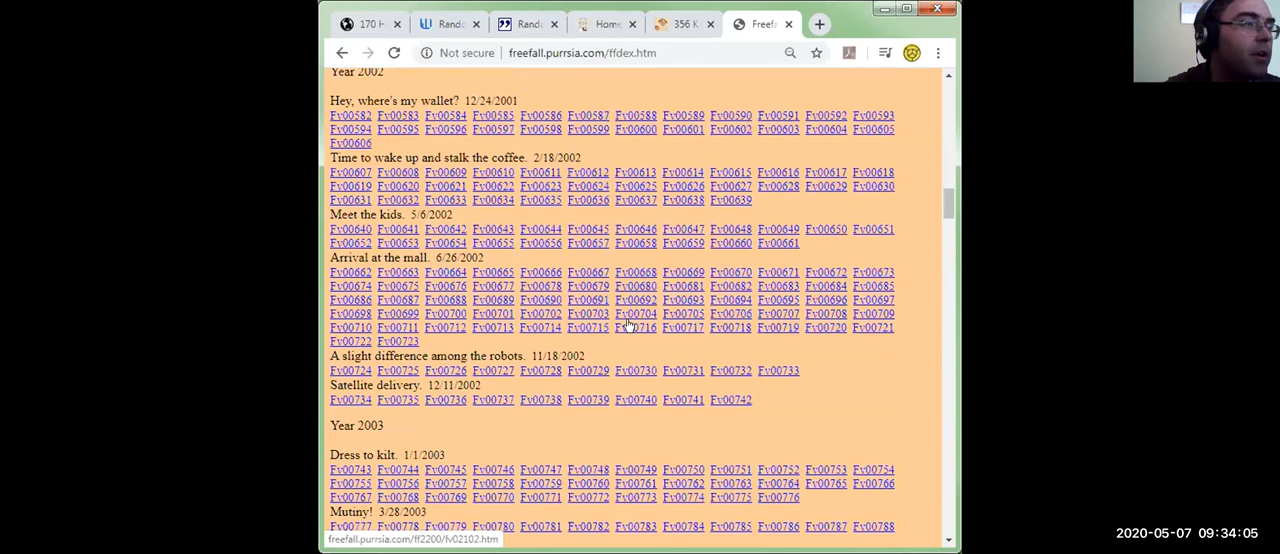 170 H Rando Rando Home 356 K Freefa
Not secure freefall.purrsia.com/ffdex.htm
Year 2002
Hey, where's my wallet? 12/24/2001
Fv00582 Fv00583 Fv00584 Fv00585 Fv00586 Fv00587 Fv00588 Fv00589 Fv00590 Fv00591 Fv00592 Fv00593
Fv00594 Fv00595 Fv00596 Fv00597 Fv00598 Fv00599 Fv00600 Fv00601 Fv00602 Fv00603 Fv00604 Fv00605
Fv00606
Time to wake up and stalk the coffee. 2/18/2002
Fv00607 Fv00608 Fv00609 Fv00610 Fv00611 Fv00612 Fv00613 Fv00614 Fv00615 Fv00616 Fv00617 Fv00618
Fv00619 Fv00620 Fv00621 Fv00622 Fv00623 Fv00624 Fv00625 Fv00626 Fv00627 Fv00628 Fv00629 Fv00630
Fv00631 Fv00632 Fv00633 Fv00634 Fv00635 Fv00636 Fv00637 Fv00638 Fv00639
Meet the kids. 5/6/2002
Fv00640 Fv00641 Fv00642 Fv00643 Fv00644 Fv00645 Fv00646 Fv00647 Fv00648 Fv00649 Fv00650 Fv00651
Fv00652 Fv00653 Fv00654 Fv00655 Fv00656 Fv00657 Fv00658 Fv00659 Fv00660 Fv00661
Arrival at the mall. 6/26/2002
Fv00662 Fv00663 Fv00664 Fv00665 Fv00666 Fv00667 Fv00668 Fv00669 Fv00670 Fv00671 Fv00672 Fv00673
Fv00674 Fv00675 Fv00676 Fv00677 Fv00678 Fv00679 Fv00680 Fv00681 Fv00682 Fv00683 Fv00684 Fv00685
Fv00686 Fv00687 Fv00688 Fv00689 Fv00690 Fv00691 Fv00692 Fv00693 Fv00694 Fv00695 Fv00696 Fv00697
Fv00698 Fv00699 Fv00700 Fv00701 Fv00702 Fv00703 Fv00704 Fv00705 Fv00706 Fv00707 Fv00708 Fv00709
Fv00710 Fv00711 Fv00712 Fv00713 Fv00714 Fv00715 Fv00716 Fv00717 Fv00718 Fv00719 Fv00720 Fv00721
Fv00722 Fv00723
A slight difference among the robots. 11/18/2002
Fv00724 Fv00725 Fv00726 Fv00727 Fv00728 Fv00729 Fv00730 Fv00731 Fv00732 Fv00733
Satellite delivery. 12/11/2002
Fv00734 Fv00735 Fv00736 Fv00737 Fv00738 Fv00739 Fv00740 Fv00741 Fv00742
Year 2003
Dress to kilt. 1/1/2003
Fv00743 Fv00744 Fv00745 Fv00746 Fv00747 Fv00748 Fv00749 Fv00750 Fv00751 Fv00752 Fv00753 Fv00754
Fv00755 Fv00756 Fv00757 Fv00758 Fv00759 Fv00760 Fv00761 Fv00762 Fv00763 Fv00764 Fv00765 Fv00766
Fv00767 Fv00768 Fv00769 Fv00770 Fv00771 Fv00772 Fv00773 Fv00774 Fv00775 Fv00776
Mutiny! 3/28/2003
Fv00777 Fv00778 Fv00779 Fv00780 Fv00781 Fv00782 Fv00783 Fv00784 Fv00785 Fv00786 Fv00787 Fv00788
freefall.purrsia.com/ff2200/fv02102.htm
2020-05-07 09:34:05